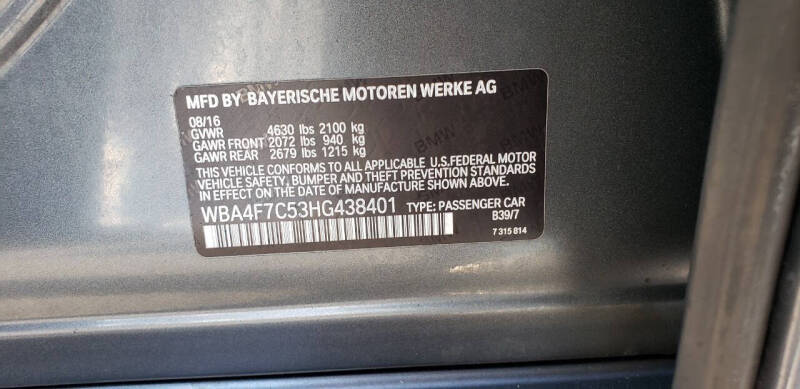 MFD BY BAYERISCHE MOTOREN WERKE AG
08/16
GVWR 4630 lbs 2100 kg
GAWR FRONT 2072 lbs 940 kg
GAWR REAR 2679 lbs 1215 kg
THIS VEHICLE CONFORMS TO ALL APPLICABLE U.S.FEDERAL MOTOR
VEHICLE SAFETY, BUMPER AND THEFT PREVENTION STANDARDS
IN EFFECT ON THE DATE OF MANUFACTURE SHOWN ABOVE.
WBA4F7C53HG438401 TYPE: PASSENGER CAR
B39/7
7 315 814